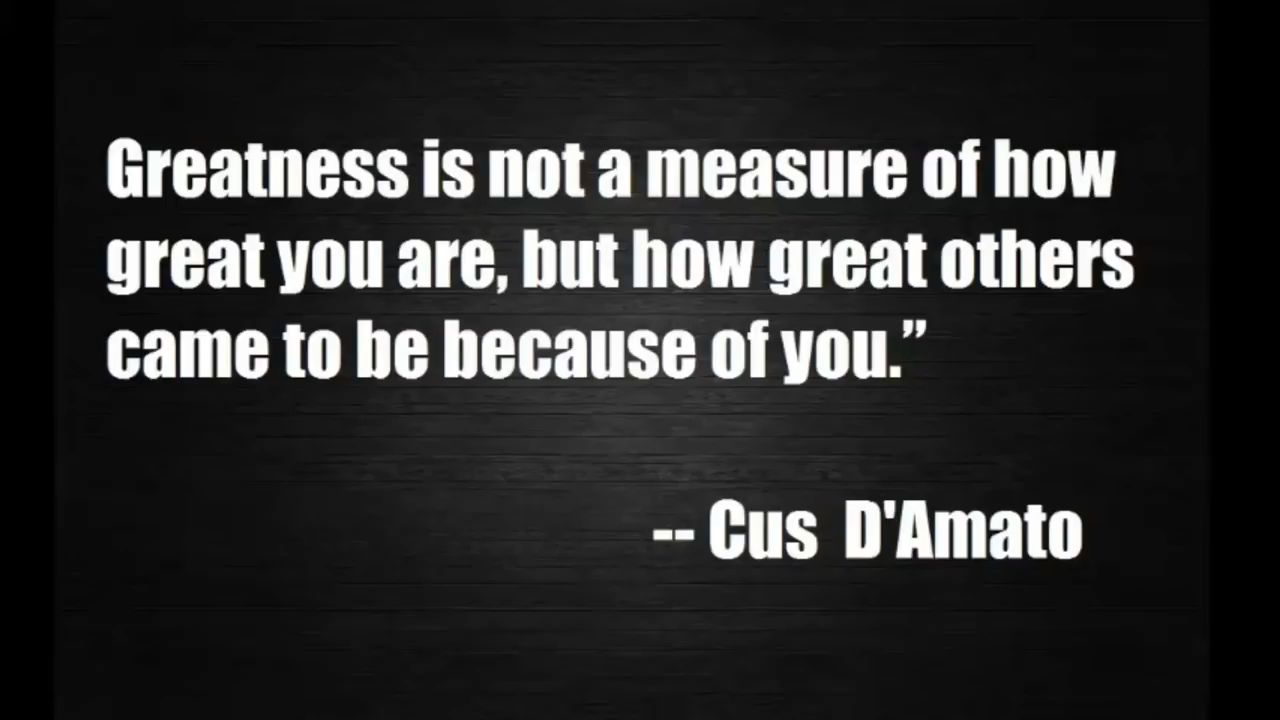 Greatness is not a measure of how
great you are, but how great others
came to be because of you.”
-- Cus  D'Amato